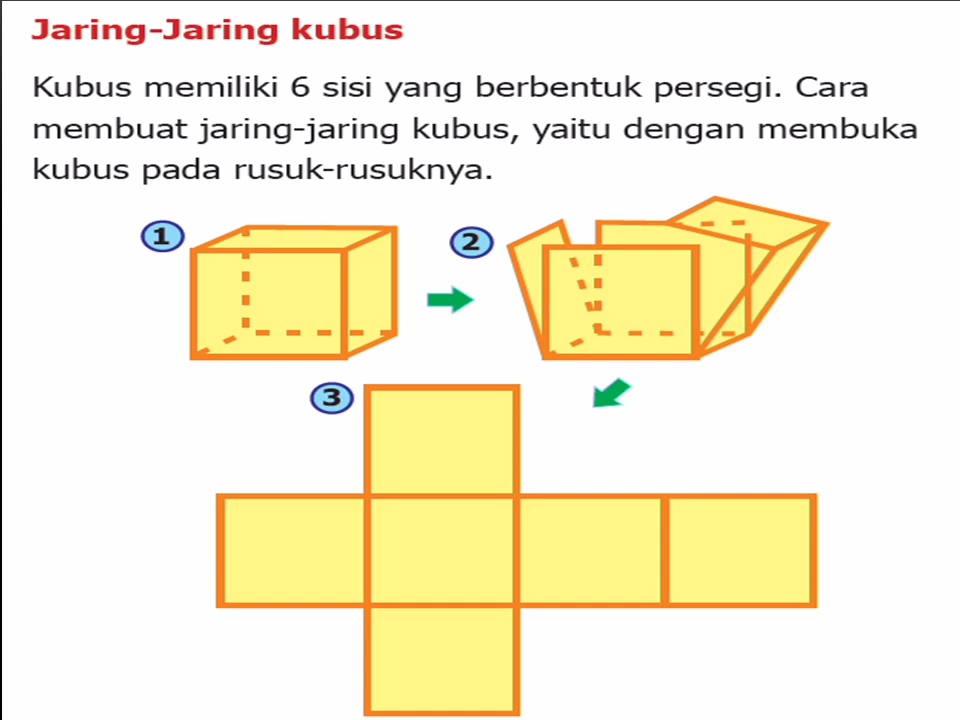 Jaring-Jaring kubus
Kubus memiliki 6 sisi yang berbentuk persegi. Cara
membuat jaring-jaring kubus, yaitu dengan membuka
kubus pada rusuk-rusuknya.
1
2
3